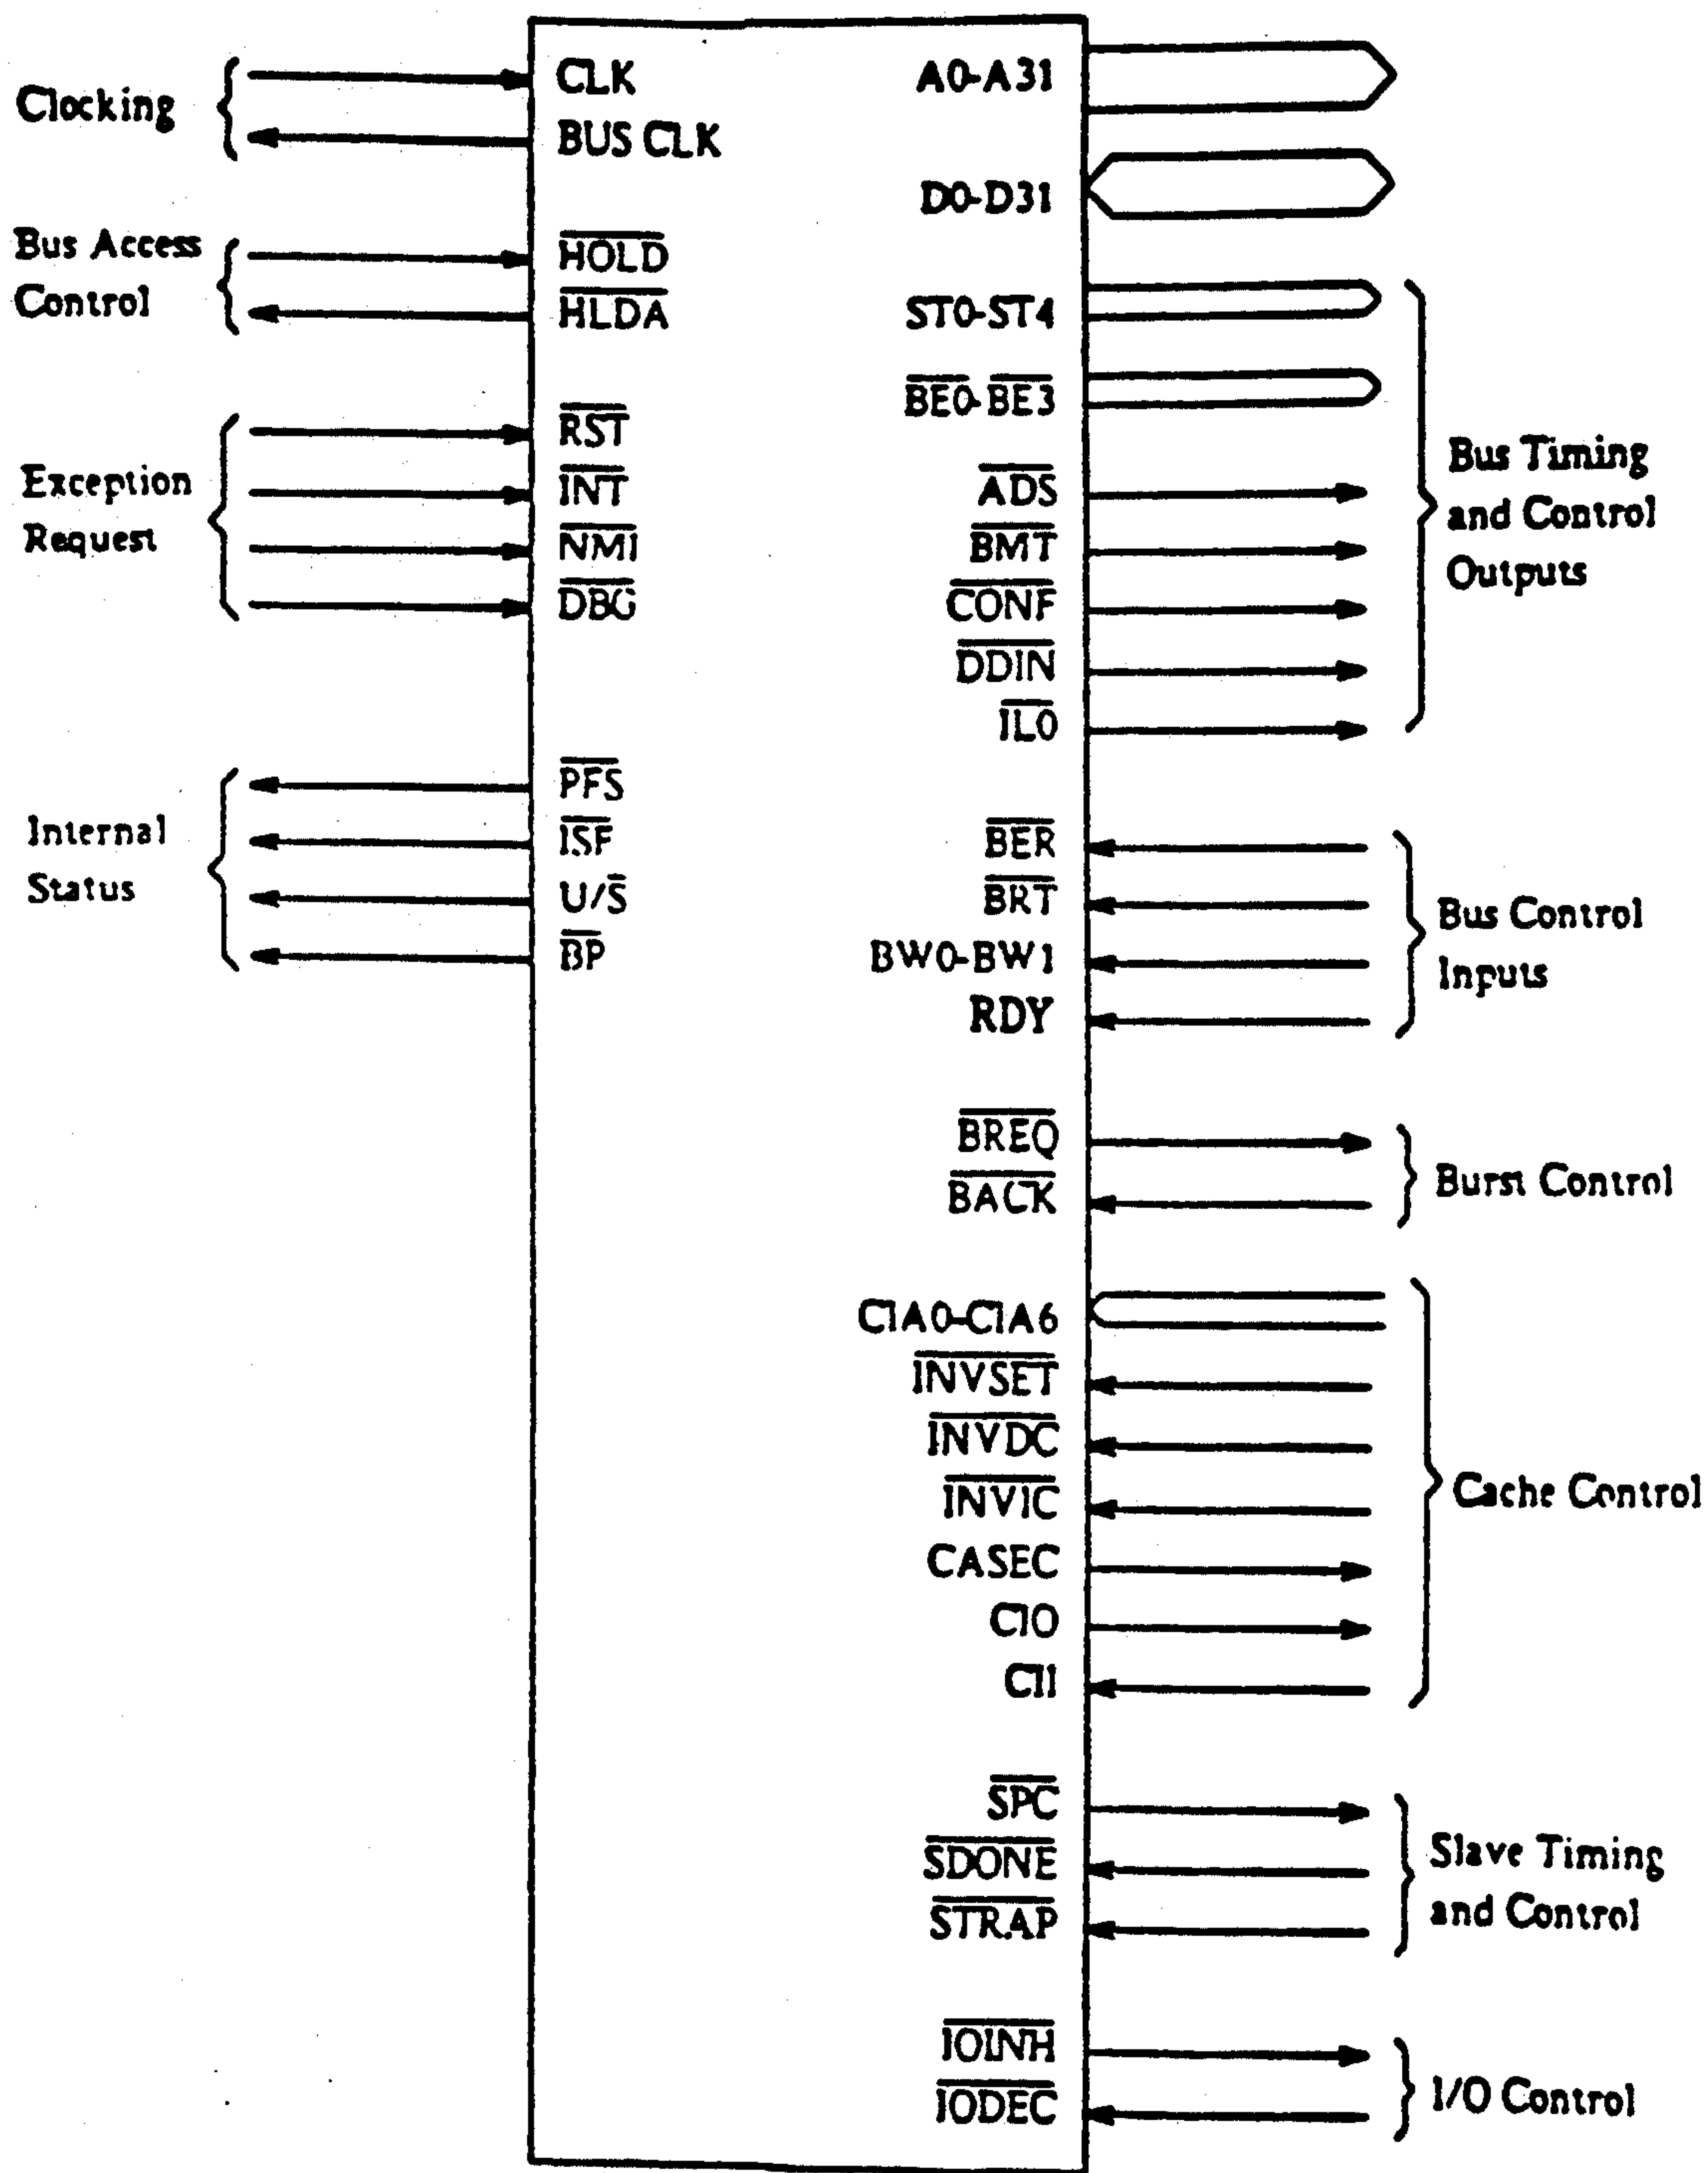 Clocking
CLK
BUS CLK
Bus Access
Control
HOLD
HLDA
Exception
Request
RST
INT
NMI
DBG
Internal
Status
PFS
ISF
U/S
BP
A0-A31
D0-D31
ST0-ST4
BE0-BE3
ADS
BMT
CONF
DDIN
ILO
Bus Timing
and Control
Outputs
BER
BRT
BW0-BW1
RDY
Bus Control
Inputs
BREQ
BACK
Burst Control
CIA0-CIA6
INVSET
INVDC
INVIC
CASEC
CIO
CII
Cache Control
SPC
SDONE
STRAP
Slave Timing
and Control
IOINH
IODEC
I/O Control